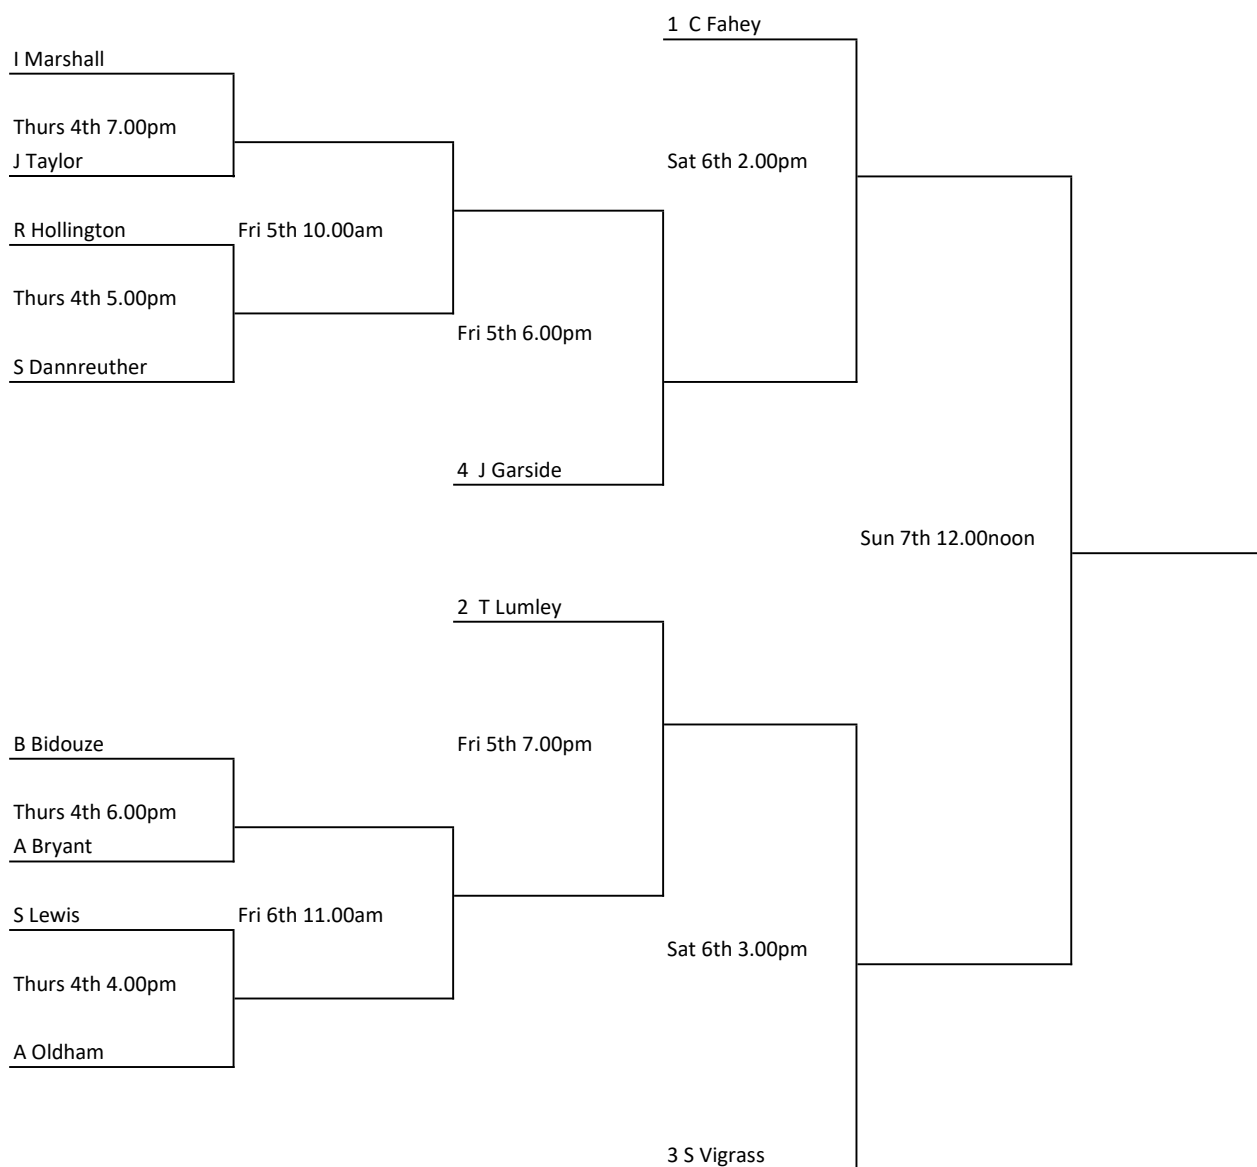 1 C Fahey
I Marshall
Thurs 4th 7.00pm
J Taylor
Sat 6th 2.00pm
R Hollington
Fri 5th 10.00am
Thurs 4th 5.00pm
Fri 5th 6.00pm
S Dannreuther
4 J Garside
Sun 7th 12.00noon
2 T Lumley
B Bidouze
Fri 5th 7.00pm
Thurs 4th 6.00pm
A Bryant
S Lewis
Fri 6th 11.00am
Sat 6th 3.00pm
Thurs 4th 4.00pm
A Oldham
3 S Vigrass